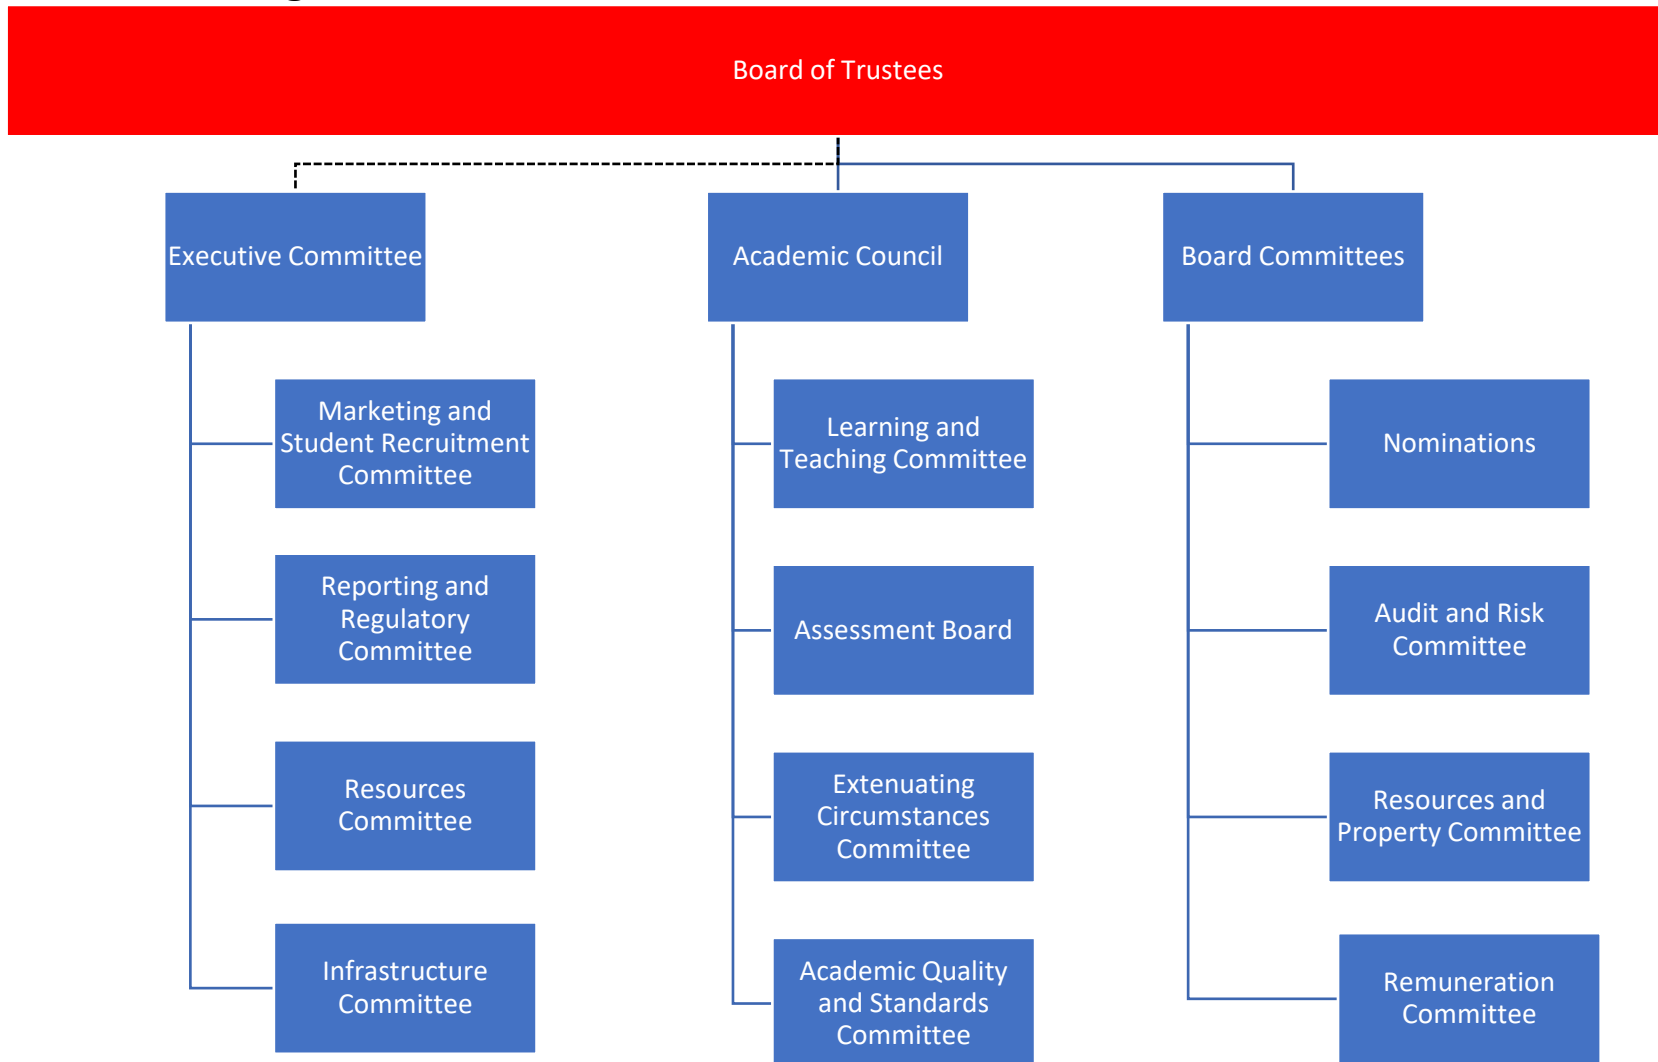 Board of Trustees
Executive Committee
Academic Council
Board Committees
Marketing and
Student Recruitment
Committee
Learning and
Teaching Committee
Nominations
Reporting and
Regulatory
Committee
Assessment Board
Audit and Risk
Committee
Resources
Committee
Extenuating
Circumstances
Committee
Resources and
Property Committee
Infrastructure
Committee
Academic Quality
and Standards
Committee
Remuneration
Committee